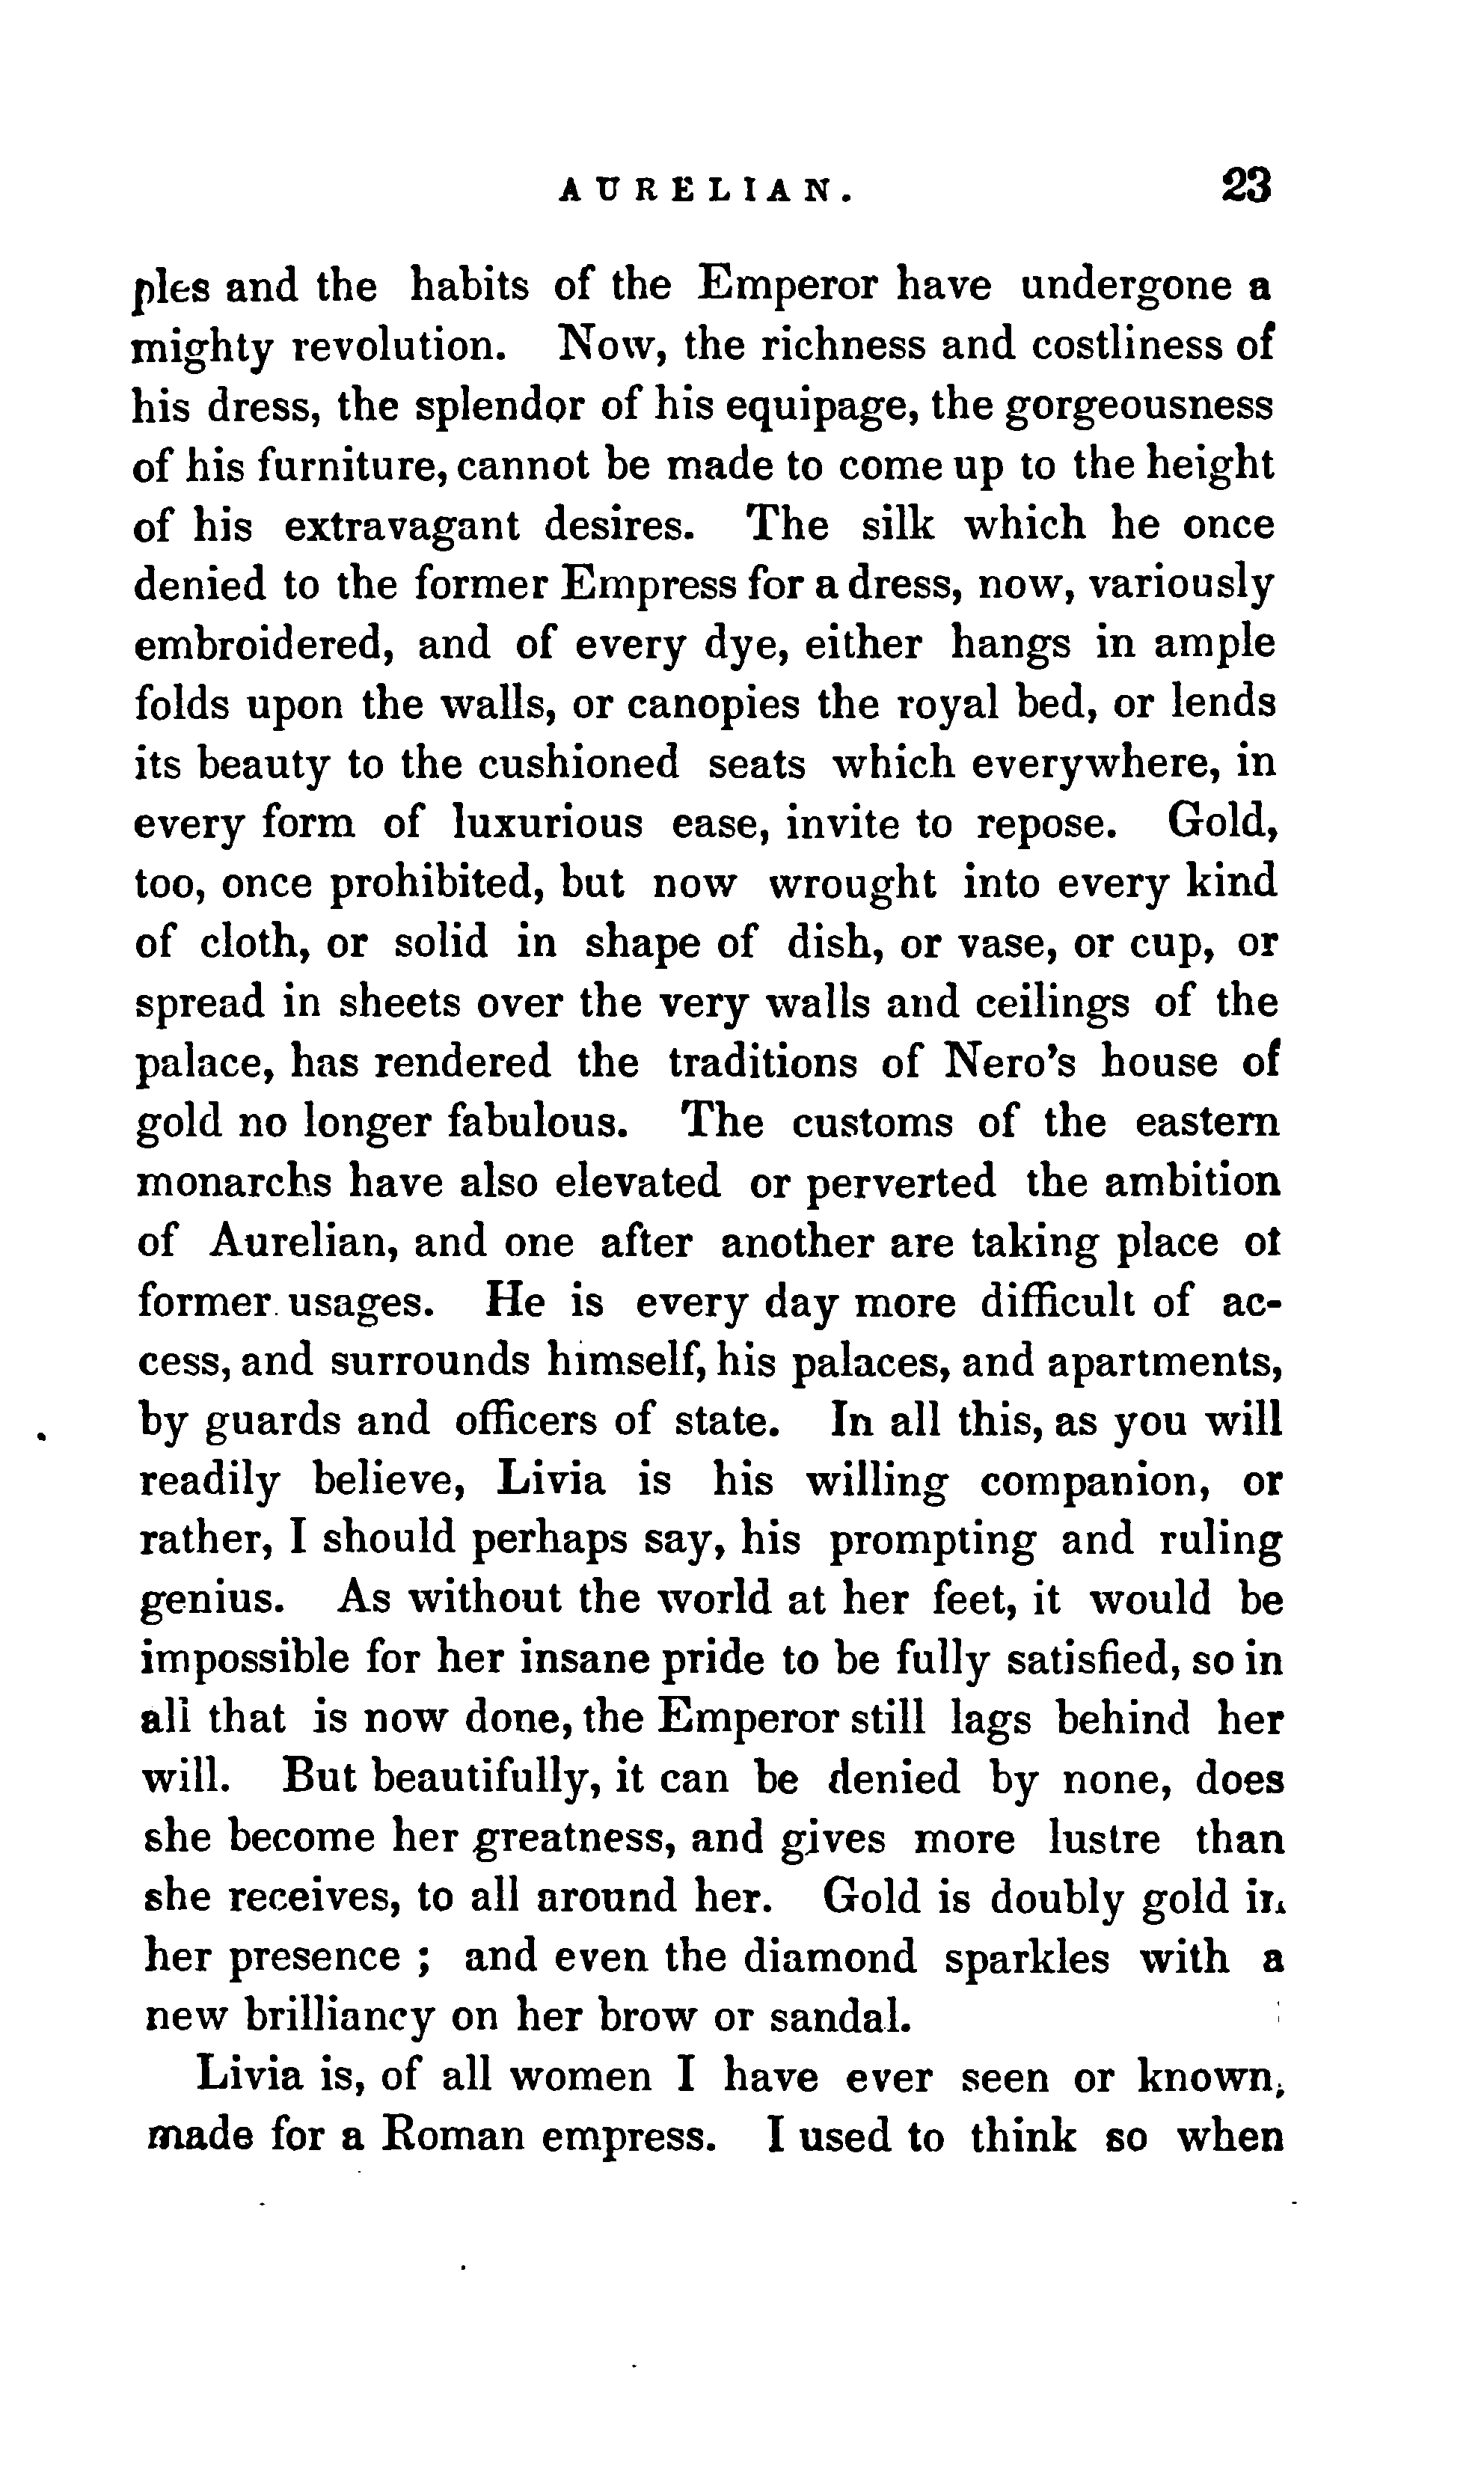 AURELIAN. 23
ples and the habits of the Emperor have undergone a
mighty revolution. Now, the richness and costliness of
his dress, the splendor of his equipage, the gorgeousness
of his furniture, cannot be made to come up to the height
of his extravagant desires. The silk which he once
denied to the former Empress for a dress, now, variously
embroidered, and of every dye, either hangs in ample
folds upon the walls, or canopies the royal bed, or lends
its beauty to the cushioned seats which everywhere, in
every form of luxurious ease, invite to repose. Gold,
too, once prohibited, but now wrought into every kind
of cloth, or solid in shape of dish, or vase, or cup, or
spread in sheets over the very walls and ceilings of the
palace, has rendered the traditions of Nero's house of
gold no longer fabulous. The customs of the eastern
monarchs have also elevated or perverted the ambition
of Aurelian, and one after another are taking place of
former usages. He is every day more difficult of ac-
cess, and surrounds himself, his palaces, and apartments,
by guards and officers of state. In all this, as you will
readily believe, Livia is his willing companion, or
rather, I should perhaps say, his prompting and ruling
genius. As without the world at her feet, it would be
impossible for her insane pride to be fully satisfied, so in
all that is now done, the Emperor still lags behind her
will. But beautifully, it can be denied by none, does
she become her greatness, and gives more lustre than
she receives, to all around her. Gold is doubly gold in
her presence ; and even the diamond sparkles with a
new brilliancy on her brow or sandal.
Livia is, of all women I have ever seen or known,
made for a Roman empress. I used to think so when